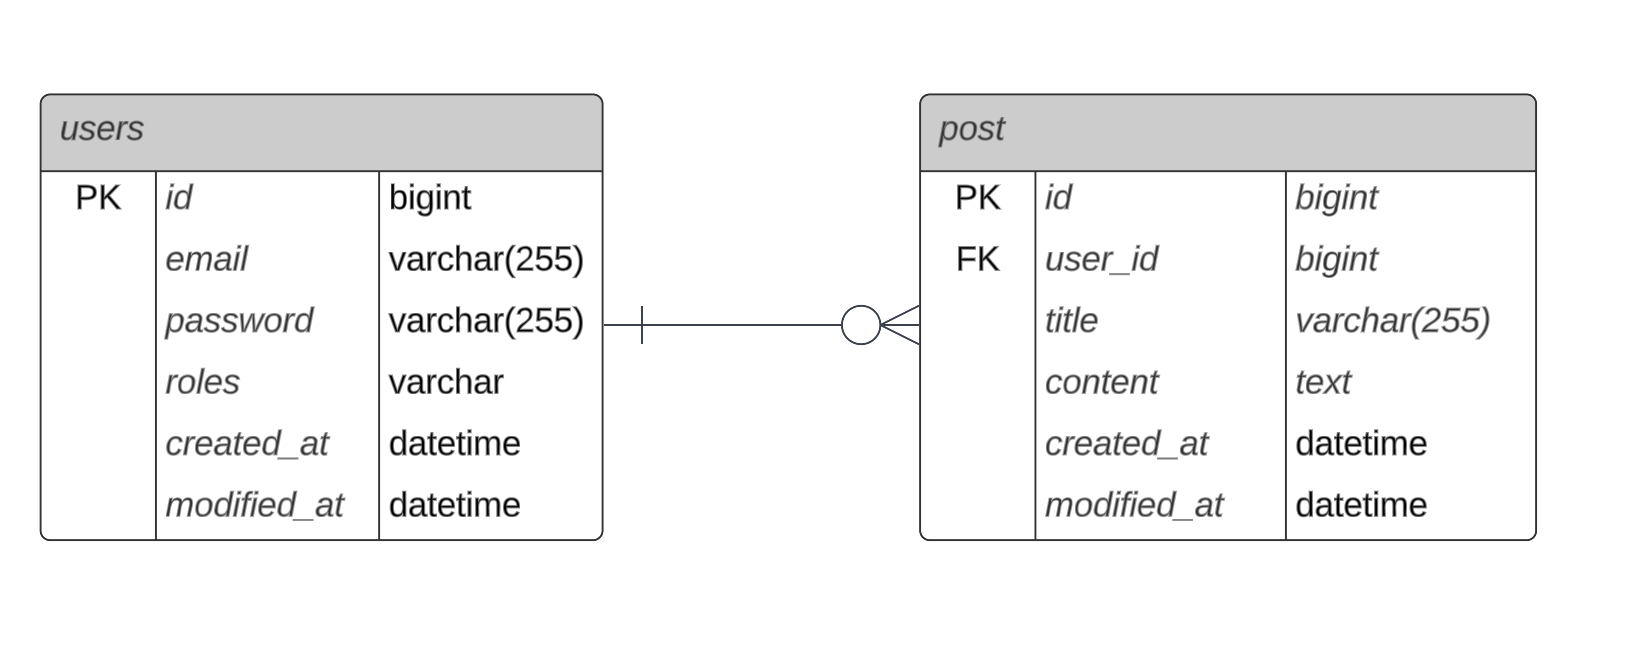 users
PK id bigint
email varchar(255)
password varchar(255)
roles varchar
created_at datetime
modified_at datetime
post
PK id bigint
FK user_id bigint
title varchar(255)
content text
created_at datetime
modified_at datetime